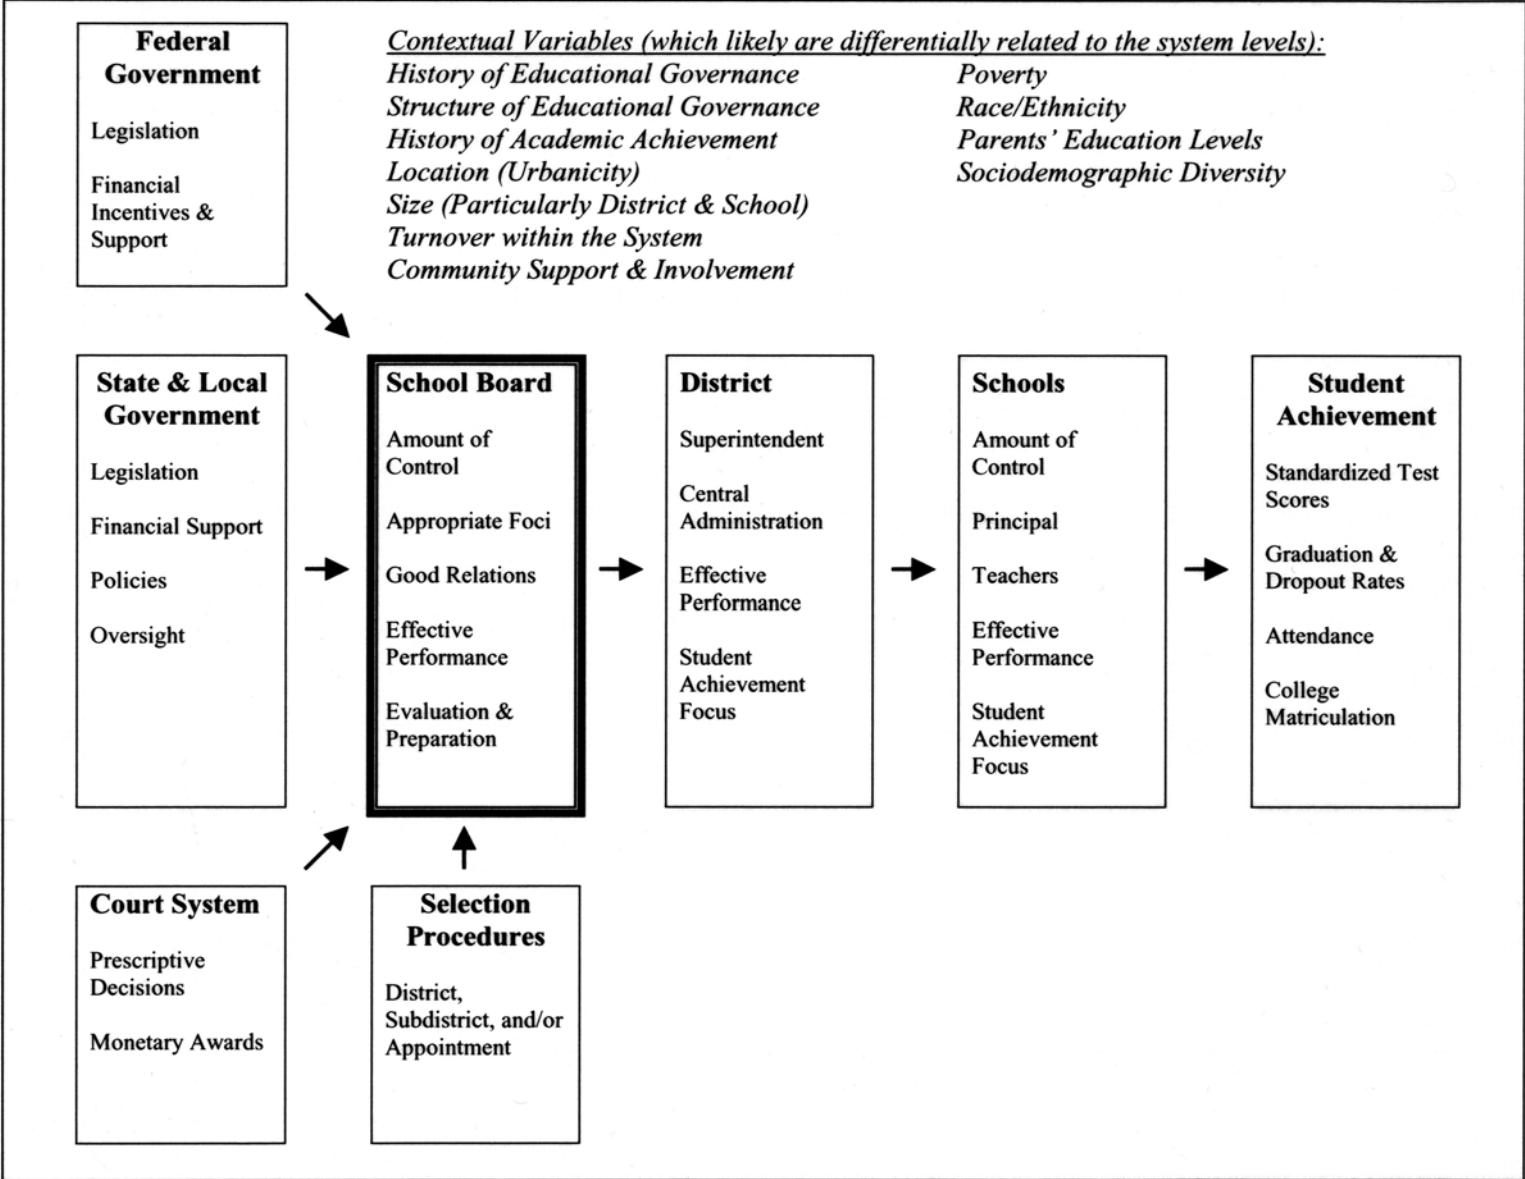 Federal
Government
Legislation
Financial
Incentives &
Support
Contextual Variables (which likely are differentially related to the system levels):
History of Educational Governance
Structure of Educational Governance
History of Academic Achievement
Location (Urbanicity)
Size (Particularly District & School)
Turnover within the System
Community Support & Involvement
Poverty
Race/Ethnicity
Parents' Education Levels
Sociodemographic Diversity
State & Local
Government
Legislation
Financial Support
Policies
Oversight
School Board
Amount of
Control
Appropriate Foci
Good Relations
Effective
Performance
Evaluation &
Preparation
District
Superintendent
Central
Administration
Effective
Performance
Student
Achievement
Focus
Schools
Amount of
Control
Principal
Teachers
Effective
Performance
Student
Achievement
Focus
Student
Achievement
Standardized Test
Scores
Graduation &
Dropout Rates
Attendance
College
Matriculation
Court System
Prescriptive
Decisions
Monetary Awards
Selection
Procedures
District,
Subdistrict, and/or
Appointment